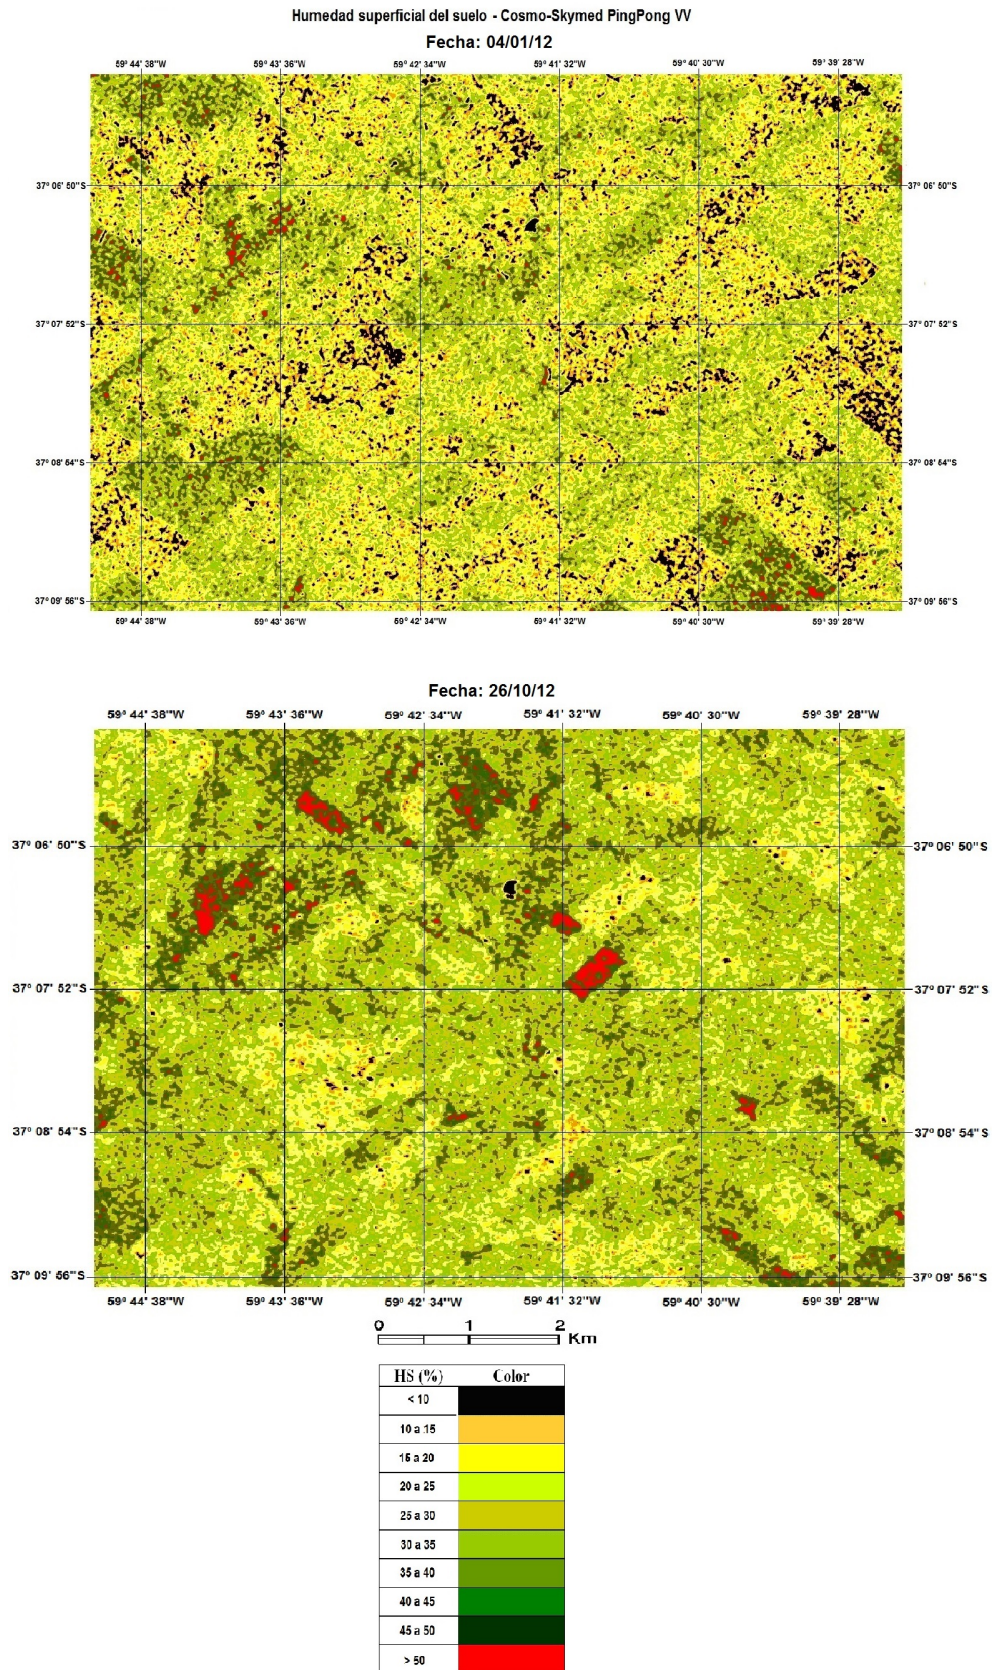 Humedad superficial del suelo - Cosmo-Skymed PingPong VV
Fecha: 04/01/12
59º 44' 38"W 59º 43' 36"W 59º 42' 34"W 59º 41' 32"W 59º 40' 30"W 59º 39' 28"W
37º 06' 50"S 37º 06' 50"S
37º 07' 52"S 37º 07' 52"S
37º 08' 54"S 37º 08' 54"S
37º 09' 56"S 37º 09' 56"S
59º 44' 38"W 59º 43' 36"W 59º 42' 34"W 59º 41' 32"W 59º 40' 30"W 59º 39' 28"W
Fecha: 26/10/12
59º 44' 38"W 59º 43' 36"W 59º 42' 34"W 59º 41' 32"W 59º 40' 30"W 59º 39' 28"W
37º 06' 50"S 37º 06' 50"S
37º 07' 52"S 37º 07' 52"S
37º 08' 54"S 37º 08' 54"S
37º 09' 56"S 37º 09' 56"S
59º 44' 38"W 59º 43' 36"W 59º 42' 34"W 59º 41' 32"W 59º 40' 30"W 59º 39' 28"W
0 1 2
Km
HS (%) Color
< 10
10 a 15
15 a 20
20 a 25
25 a 30
30 a 35
35 a 40
40 a 45
45 a 50
> 50